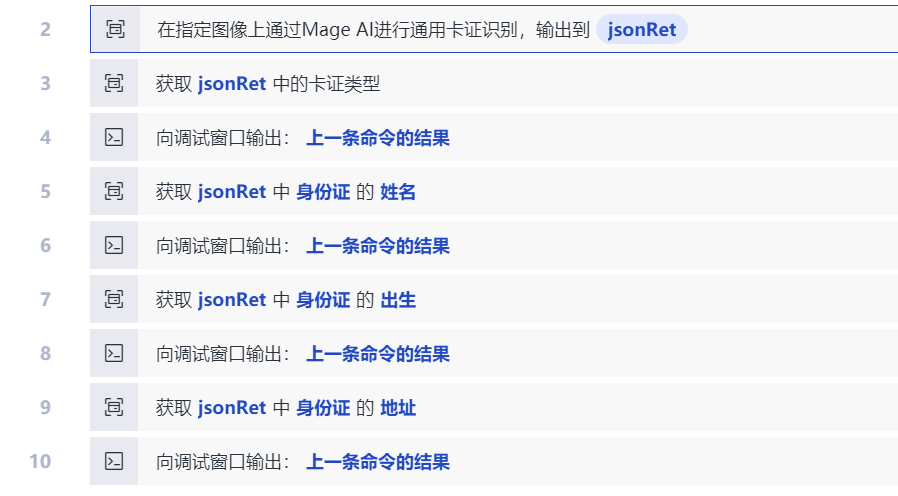 2 在指定图像上通过Mage AI进行通用卡证识别，输出到 jsonRet
3 获取 jsonRet 中的卡证类型
4 向调试窗口输出： 上一条命令的结果
5 获取 jsonRet 中 身份证 的 姓名
6 向调试窗口输出： 上一条命令的结果
7 获取 jsonRet 中 身份证 的 出生
8 向调试窗口输出： 上一条命令的结果
9 获取 jsonRet 中 身份证 的 地址
10 向调试窗口输出： 上一条命令的结果